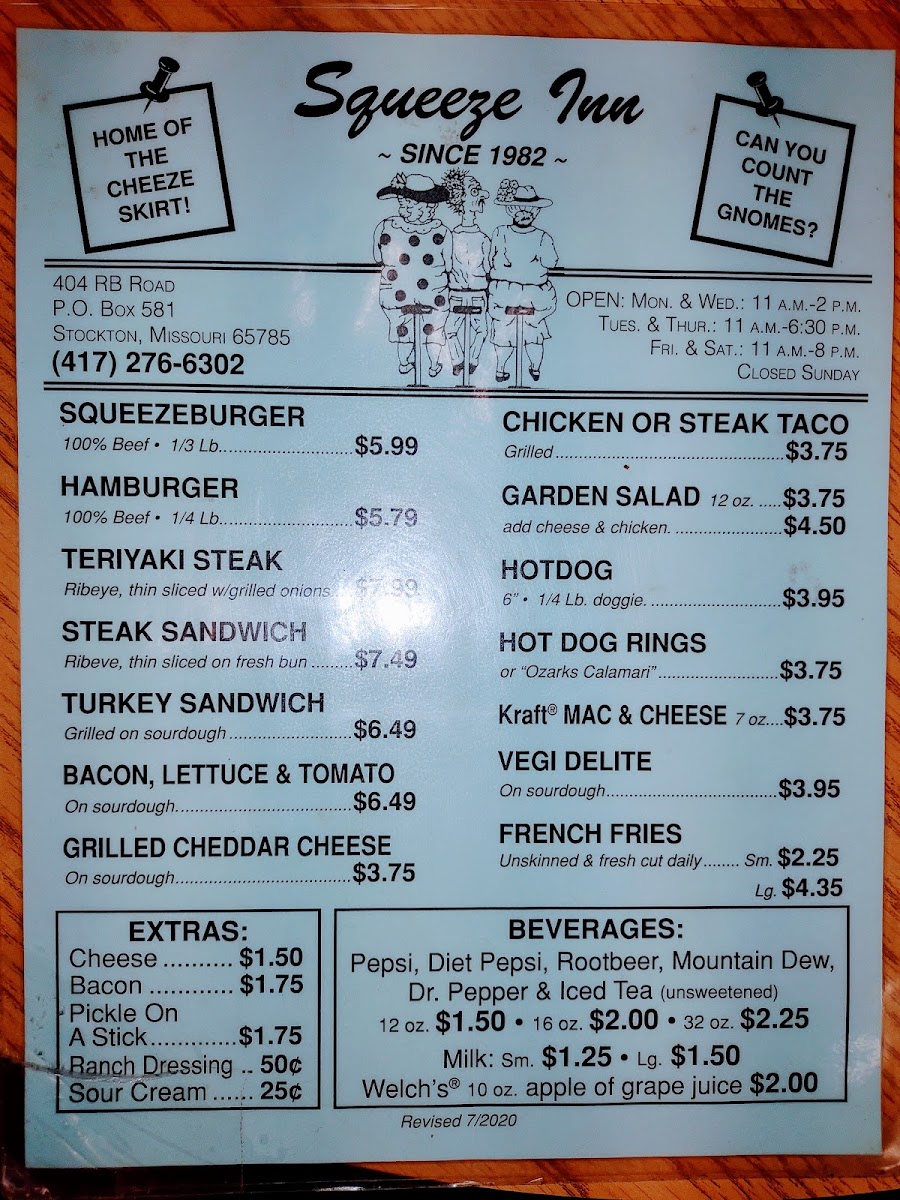 HOME OF
THE
CHEEZE
SKIRT!
Squeeze Inn
~ SINCE 1982 ~
CAN YOU
COUNT
THE
GNOMES?
404 RB ROAD
P.O. BOX 581
STOCKTON, MISSOURI 65785
(417) 276-6302
OPEN: MON. & WED.: 11 A.M.-2 P.M.
TUES. & THUR.: 11 A.M.-6:30 P.M.
FRI. & SAT.: 11 A.M.-8 P.M.
CLOSED SUNDAY
SQUEEZEBURGER
100% Beef • 1/3 Lb..........................$5.99
HAMBURGER
100% Beef • 1/4 Lb..........................$5.79
TERIYAKI STEAK
Ribeye, thin sliced w/grilled onions. $7.99
STEAK SANDWICH
Ribeye, thin sliced on fresh bun ........$7.49
TURKEY SANDWICH
Grilled on sourdough........................$6.49
BACON, LETTUCE & TOMATO
On sourdough...................................$6.49
GRILLED CHEDDAR CHEESE
On sourdough...................................$3.75
CHICKEN OR STEAK TACO
Grilled..............................................$3.75
GARDEN SALAD 12 oz. .....$3.75
add cheese & chicken. ......................$4.50
HOTDOG
6" • 1/4 Lb. doggie. ..........................$3.95
HOT DOG RINGS
or "Ozarks Calamari"........................$3.75
Kraft® MAC & CHEESE 7 oz....$3.75
VEGI DELITE
On sourdough..................................$3.95
FRENCH FRIES
Unskinned & fresh cut daily........ Sm. $2.25
Lg. $4.35
EXTRAS:
Cheese .......... $1.50
Bacon ............ $1.75
Pickle On
A Stick.............$1.75
Ranch Dressing .. 50¢
Sour Cream ...... 25¢
BEVERAGES:
Pepsi, Diet Pepsi, Rootbeer, Mountain Dew,
Dr. Pepper & Iced Tea (unsweetened)
12 oz. $1.50 • 16 oz. $2.00 • 32 oz. $2.25
Milk: Sm. $1.25 • Lg. $1.50
Welch's® 10 oz. apple of grape juice $2.00
Revised 7/2020